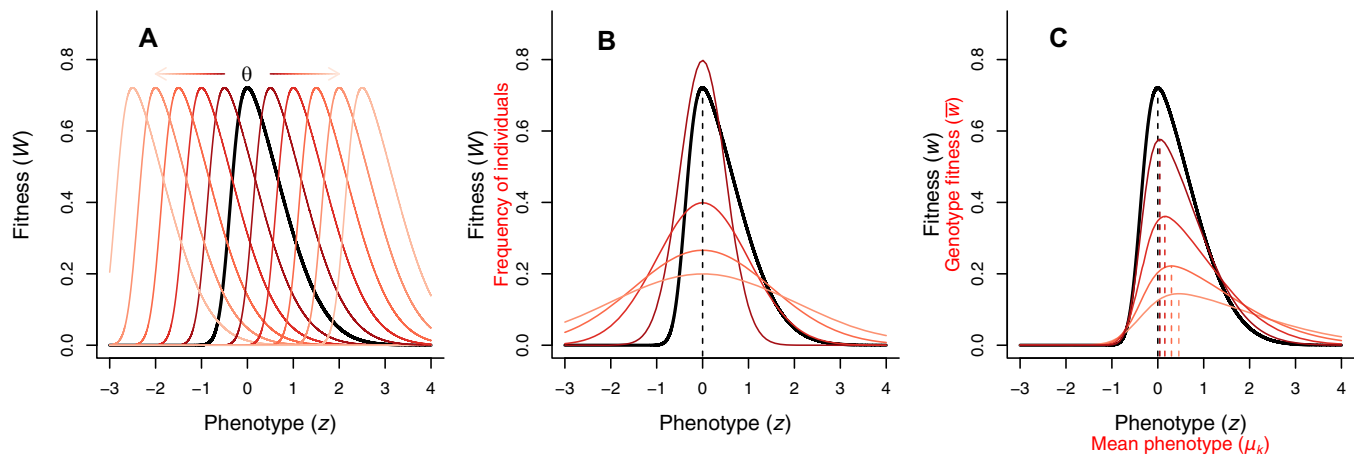 A
θ
0.8
0.6
0.4
0.2
0.0
Fitness (W)
−3 −2 −1 0 1 2 3 4
Phenotype (z)
B
0.8
0.6
0.4
0.2
0.0
Fitness (W)
Frequency of individuals
−3 −2 −1 0 1 2 3 4
Phenotype (z)
C
0.8
0.6
0.4
0.2
0.0
Fitness (w)
Genotype fitness (w̅)
−3 −2 −1 0 1 2 3 4
Phenotype (z)
Mean phenotype (μₖ)